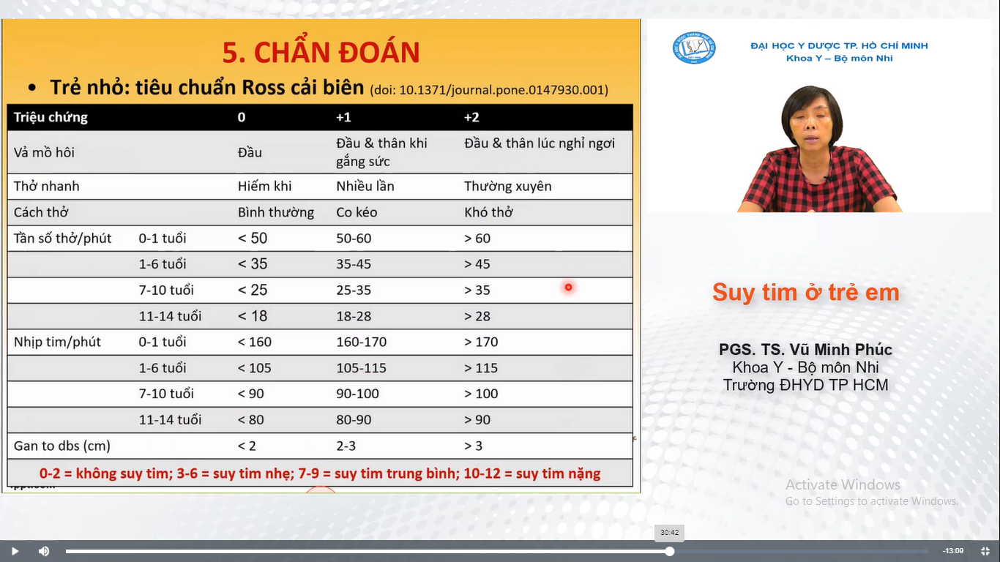 5. CHẨN ĐOÁN
• Trẻ nhỏ: tiêu chuẩn Ross cải biên (doi: 10.1371/journal.pone.0147930.001)
Triệu chứng 0 +1 +2
Vả mồ hôi Đầu Đầu & thân khi gắng sức Đầu & thân lúc nghỉ ngơi
Thở nhanh Hiếm khi Nhiều lần Thường xuyên
Cách thở Bình thường Co kéo Khó thở
Tần số thở/phút 0-1 tuổi < 50 50-60 > 60
1-6 tuổi < 35 35-45 > 45
7-10 tuổi < 25 25-35 > 35
11-14 tuổi < 18 18-28 > 28
Nhịp tim/phút 0-1 tuổi < 160 160-170 > 170
1-6 tuổi < 105 105-115 > 115
7-10 tuổi < 90 90-100 > 100
11-14 tuổi < 80 80-90 > 90
Gan to dbs (cm) < 2 2-3 > 3
0-2 = không suy tim; 3-6 = suy tim nhẹ; 7-9 = suy tim trung bình; 10-12 = suy tim nặng
ĐẠI HỌC Y DƯỢC TP. HỒ CHÍ MINH
Khoa Y – Bộ môn Nhi
Suy tim ở trẻ em
PGS. TS. Vũ Minh Phúc
Khoa Y - Bộ môn Nhi
Trường ĐHYD TP HCM
Activate Windows
Go to Settings to activate Windows.
30:42
-13:09